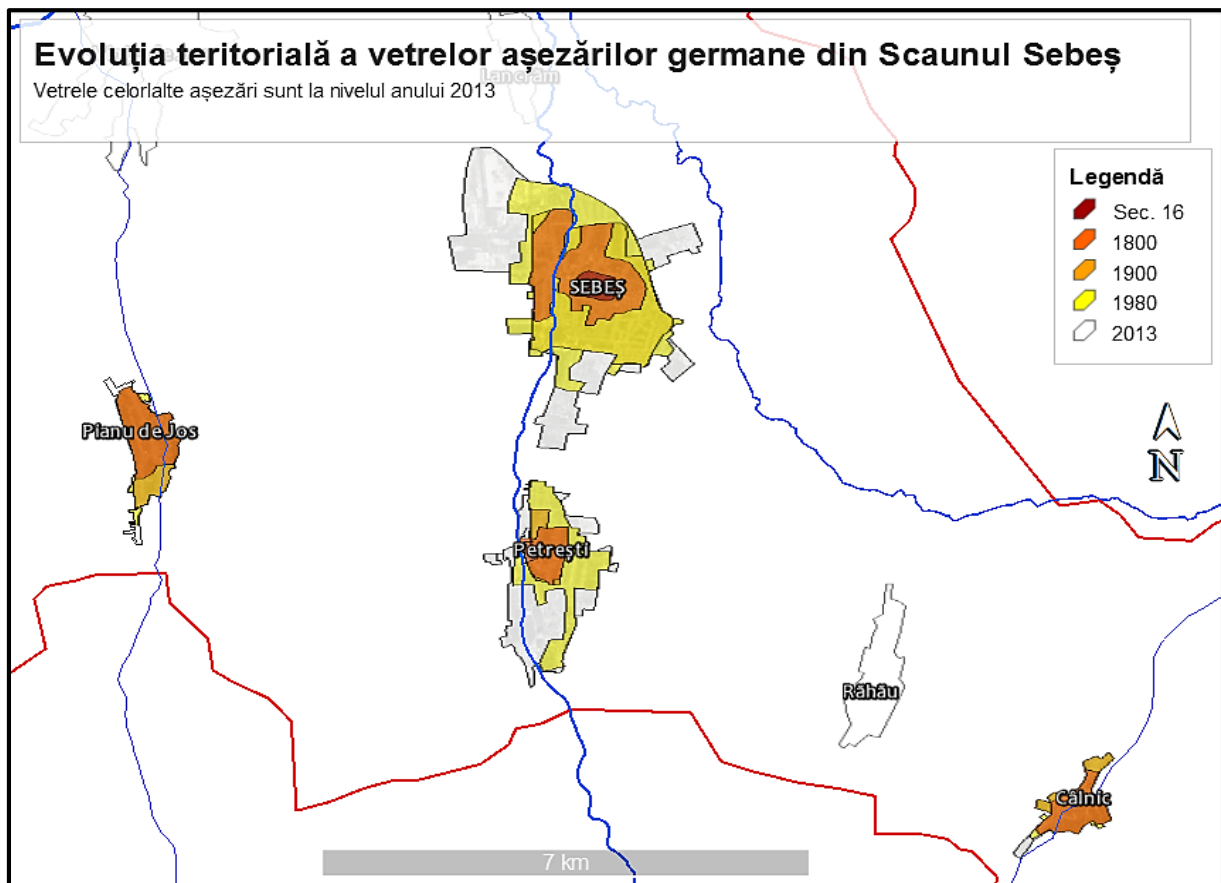 Evoluția teritorială a vetrelor așezărilor germane din Scaunul Sebeș
Lancrăm
Vetrele celorlalte așezări sunt la nivelul anului 2013
Legendă
Sec. 16
1800
1900
1980
2013
SEBEȘ
Pianu de Jos
N
Petrești
Răhău
Câlnic
7 km